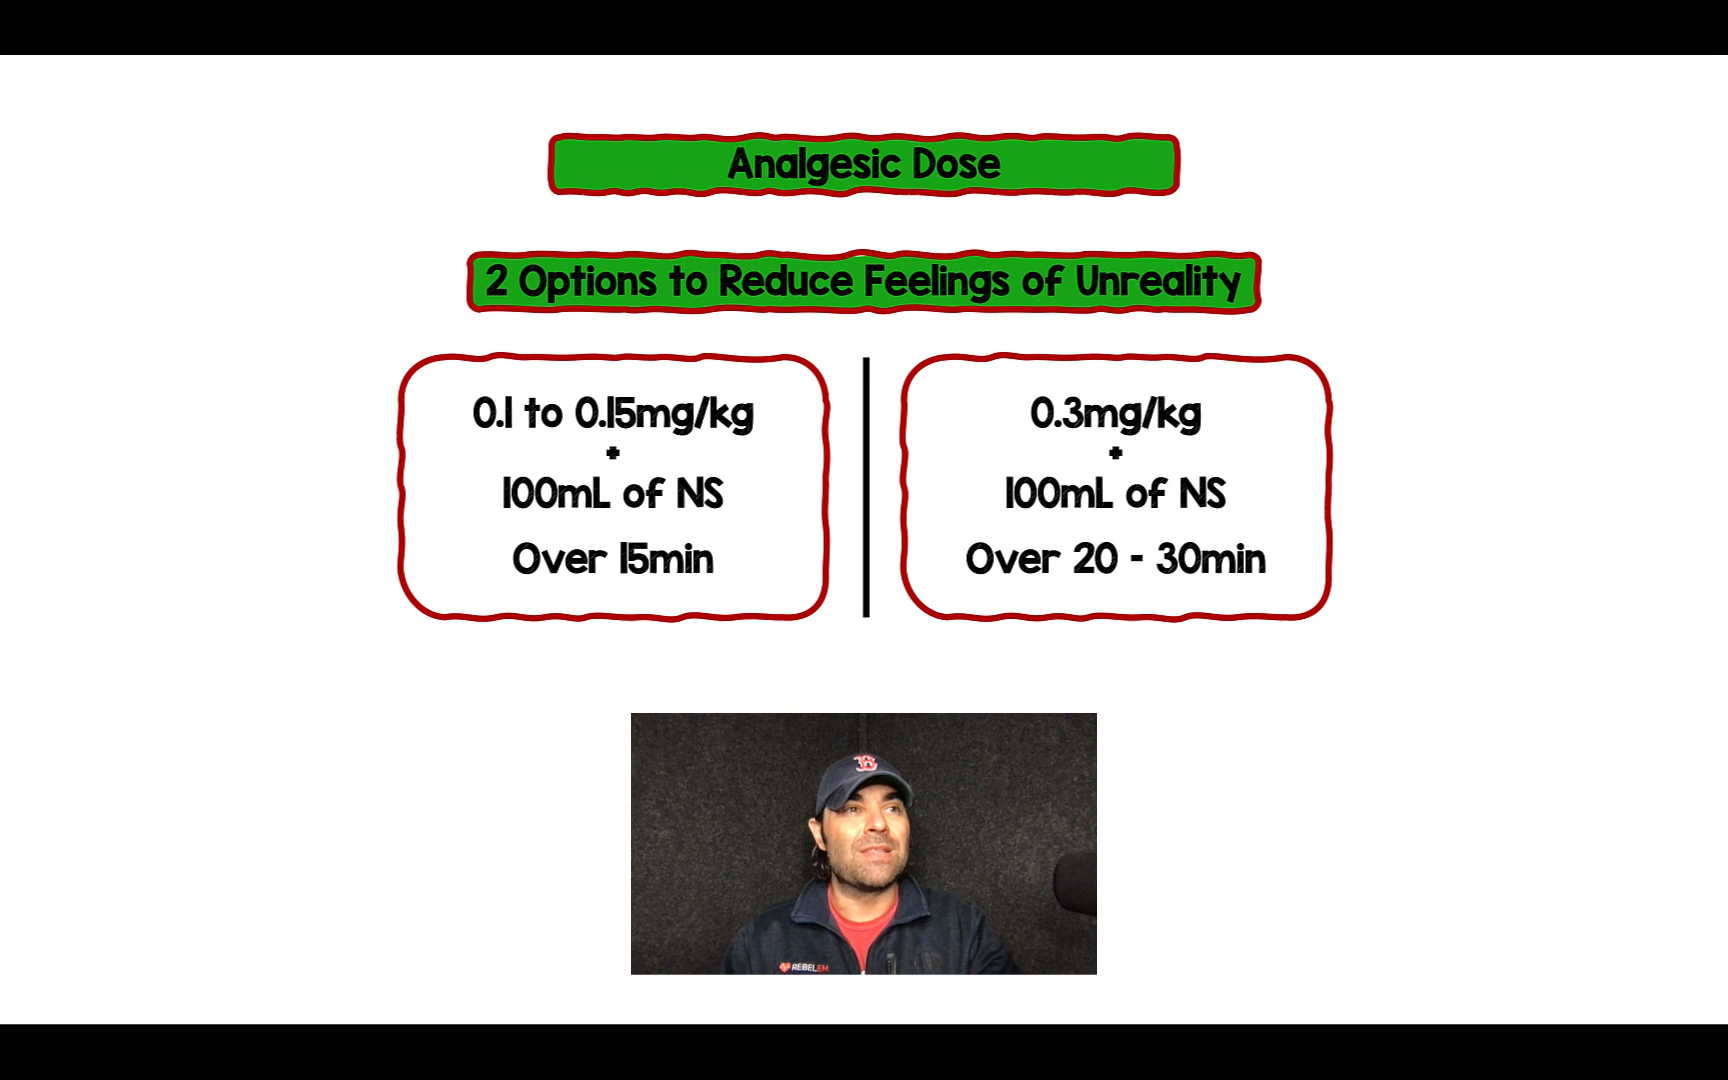 Analgesic Dose
2 Options to Reduce Feelings of Unreality
0.1 to 0.15mg/kg
+
100mL of NS
Over 15min
0.3mg/kg
+
100mL of NS
Over 20 - 30min
B
REBELEM